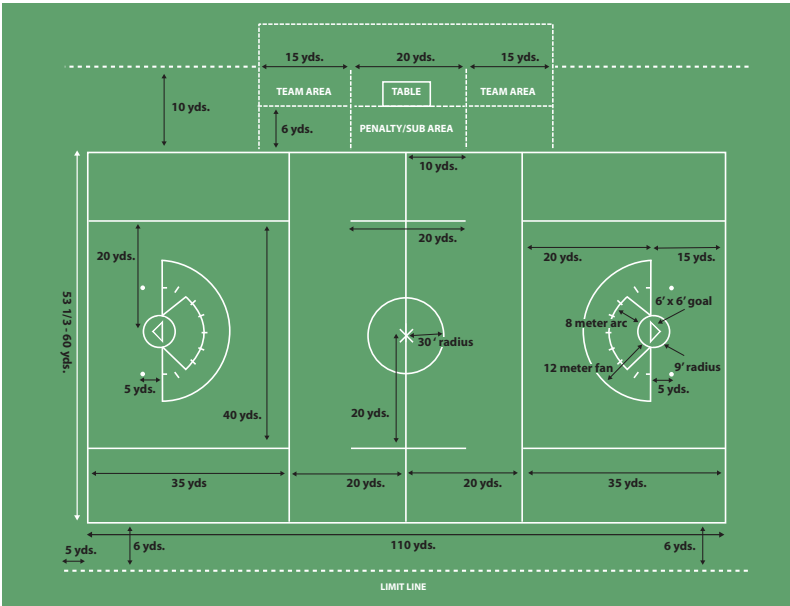 15 yds.
20 yds.
15 yds.
TEAM AREA
TABLE
TEAM AREA
10 yds.
6 yds.
PENALTY/SUB AREA
10 yds.
20 yds.
20 yds.
20 yds.
15 yds.
53 1/3 - 60 yds.
6’ x 6’ goal
8 meter arc
30 ’ radius
12 meter fan
9’ radius
5 yds.
5 yds.
40 yds.
20 yds.
35 yds
20 yds.
20 yds.
35 yds.
5 yds.
6 yds.
110 yds.
6 yds.
LIMIT LINE